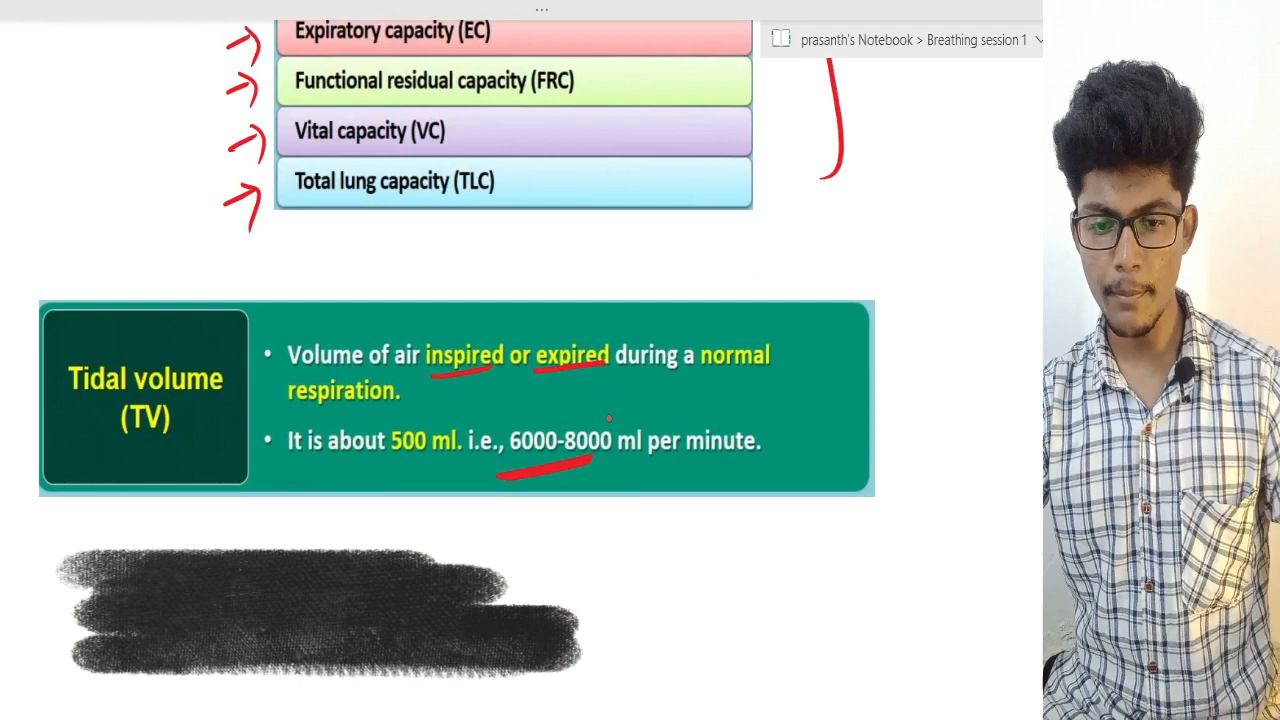 ...
Expiratory capacity (EC)
prasanth's Notebook > Breathing session 1
Functional residual capacity (FRC)
Vital capacity (VC)
Total lung capacity (TLC)
Tidal volume
(TV)
• Volume of air inspired or expired during a normal
respiration.
• It is about 500 ml. i.e., 6000-8000 ml per minute.